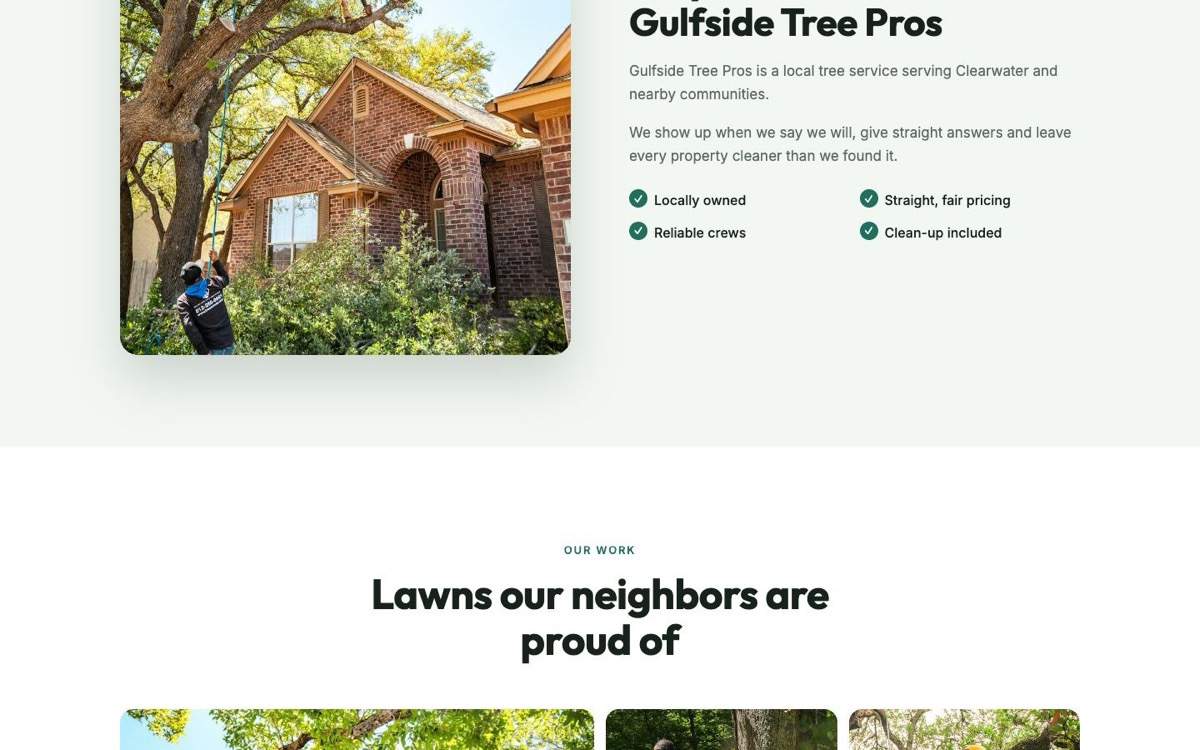 Gulfside Tree Pros
Gulfside Tree Pros is a local tree service serving Clearwater and
nearby communities.
We show up when we say we will, give straight answers and leave
every property cleaner than we found it.
Locally owned
Straight, fair pricing
Reliable crews
Clean-up included
OUR WORK
Lawns our neighbors are
proud of